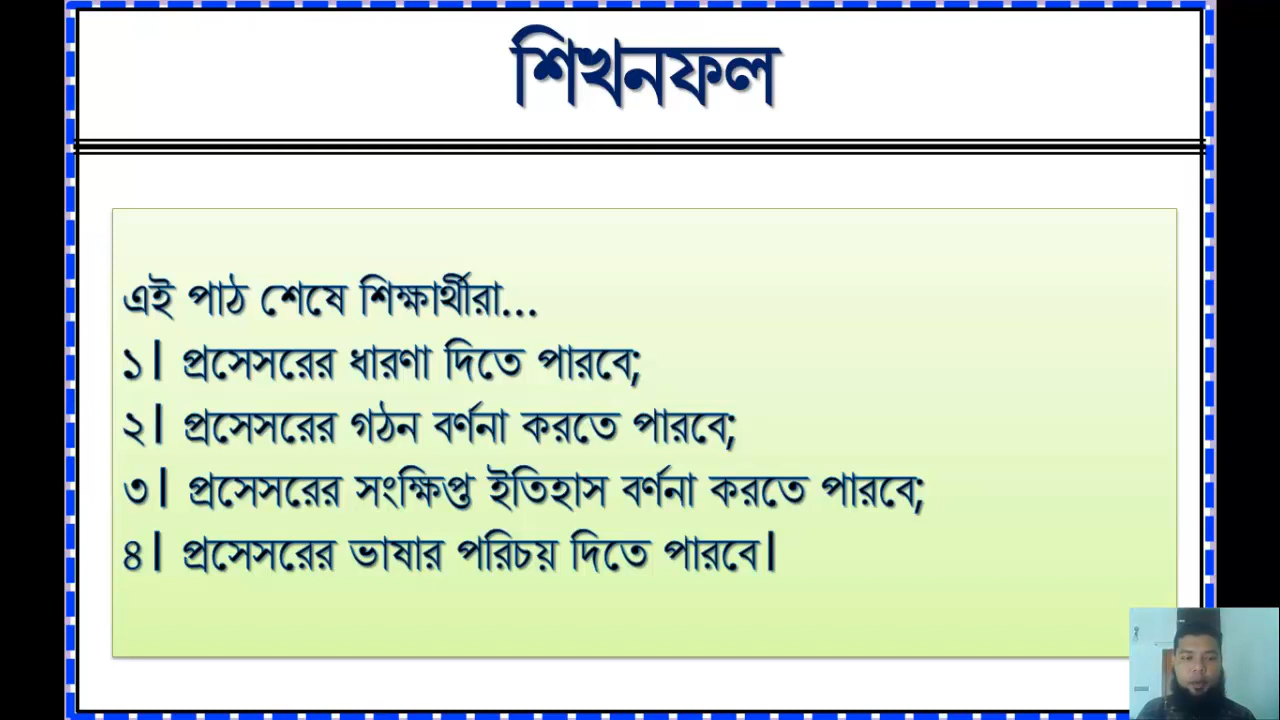 শিখনফল
এই পাঠ শেষে শিক্ষার্থীরা...
১। প্রসেসরের ধারণা দিতে পারবে;
২। প্রসেসরের গঠন বর্ণনা করতে পারবে;
৩। প্রসেসরের সংক্ষিপ্ত ইতিহাস বর্ণনা করতে পারবে;
৪। প্রসেসরের ভাষার পরিচয় দিতে পারবে।